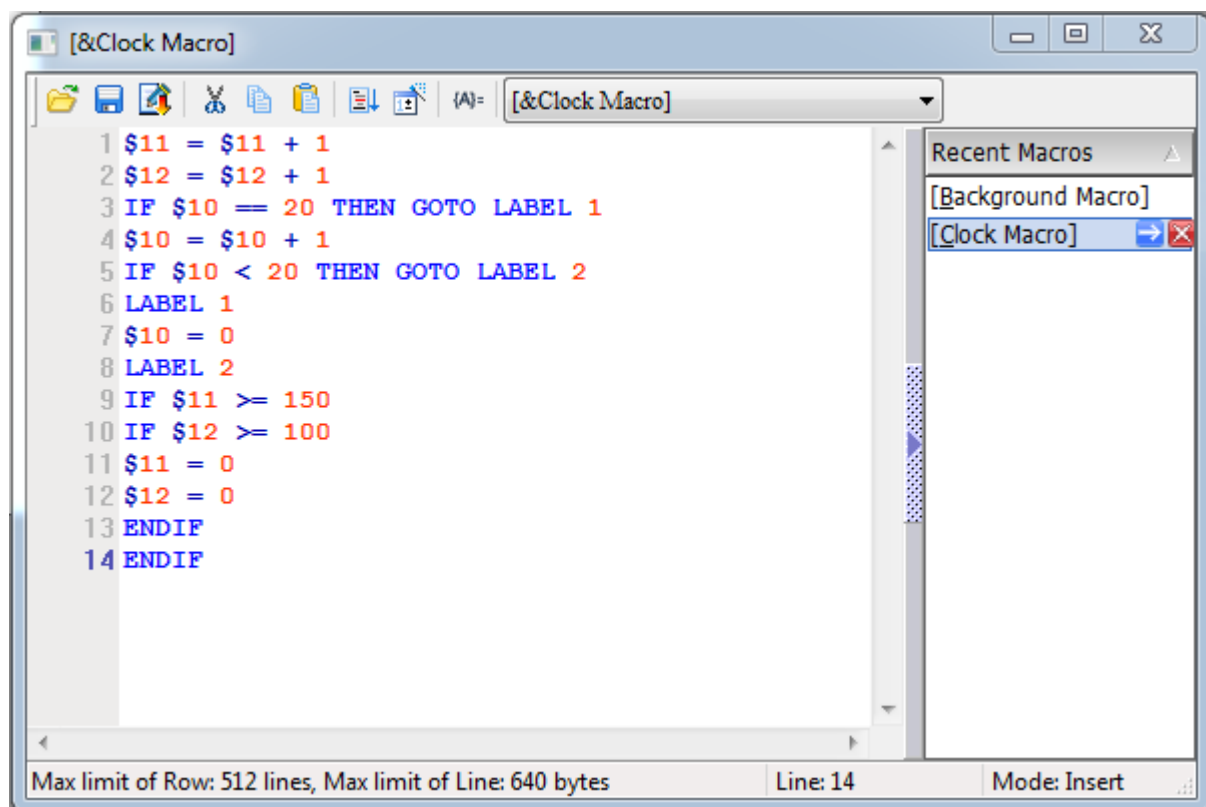 [&Clock Macro]
{A}= [&Clock Macro]
1 $11 = $11 + 1
2 $12 = $12 + 1
3 IF $10 == 20 THEN GOTO LABEL 1
4 $10 = $10 + 1
5 IF $10 < 20 THEN GOTO LABEL 2
6 LABEL 1
7 $10 = 0
8 LABEL 2
9 IF $11 >= 150
10 IF $12 >= 100
11 $11 = 0
12 $12 = 0
13 ENDIF
14 ENDIF
Recent Macros
[Background Macro]
[Clock Macro]
Max limit of Row: 512 lines, Max limit of Line: 640 bytes Line: 14 Mode: Insert